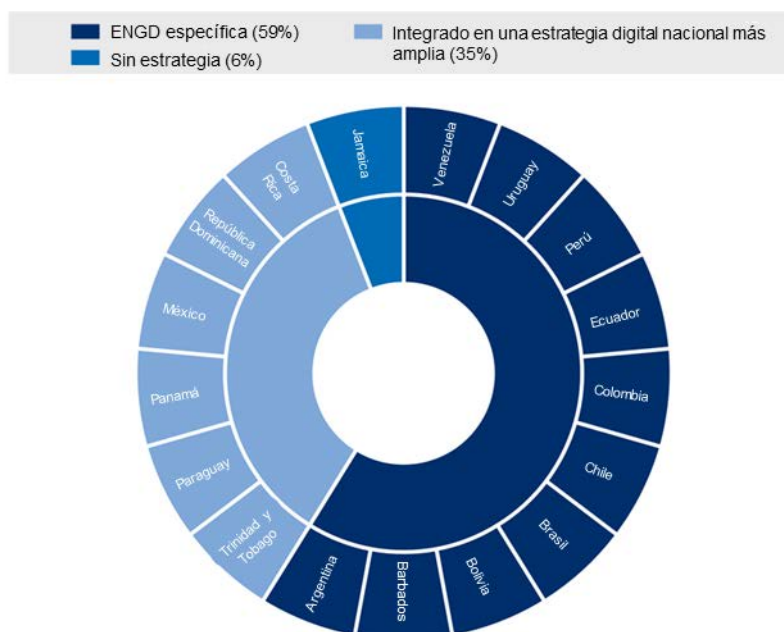 ENGD específica (59%)
Sin estrategia (6%)
Integrado en una estrategia digital nacional más
amplia (35%)
Jamaica
Venezuela
Uruguay
Perú
Ecuador
Colombia
Chile
Brasil
Bolivia
Barbados
Argentina
Trinidad y
Tobago
Paraguay
Panamá
México
República
Dominicana
Costa
Rica